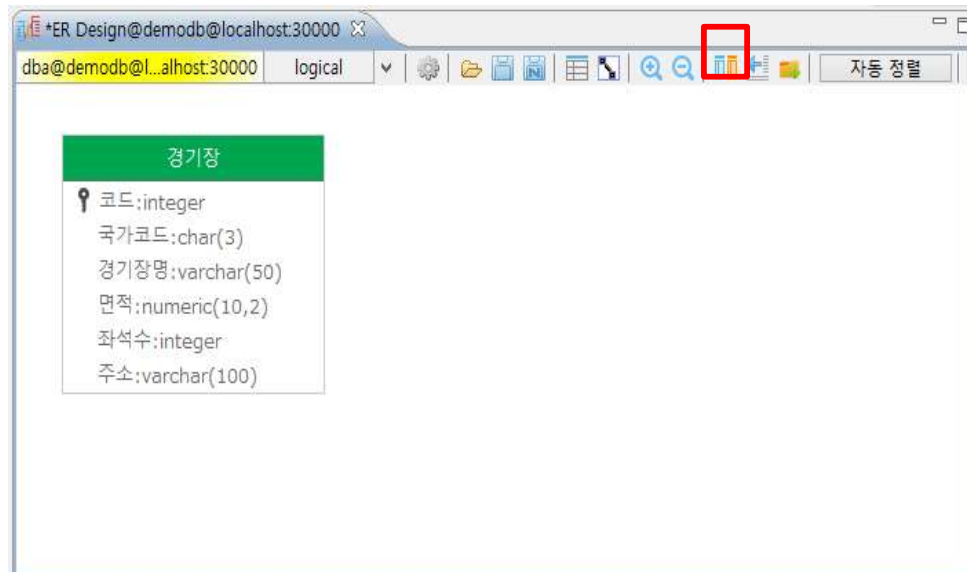 *ER Design@demodb@localhost:30000
dba@demodb@l...alhost:30000 logical 자동 정렬
경기장
코드:integer
국가코드:char(3)
경기장명:varchar(50)
면적:numeric(10,2)
좌석수:integer
주소:varchar(100)